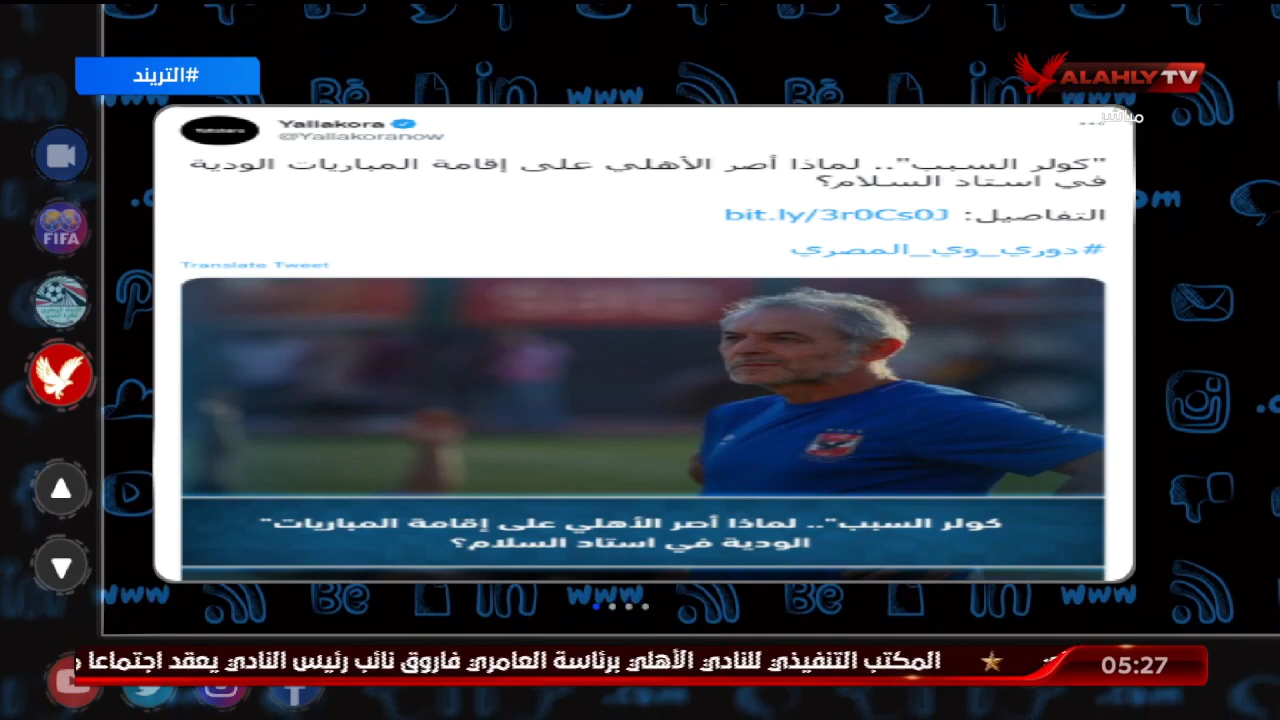 #التريند
ALAHLY TV
مباشر
Yallakora
Yallakora
@Yallakoranow
"كولر السبب".. لماذا أصر الأهلي على إقامة المباريات الودية
في استاد السلام؟
التفاصيل: bit.ly/3r0Cs0J
#دوري_وي_المصري
Translate Tweet
FIFA
كولر السبب".. لماذا أصر الأهلي على إقامة المباريات"
الودية في استاد السلام؟
المكتب التنفيذي للنادي الأهلي برئاسة العامري فاروق نائب رئيس النادي يعقد اجتماعا
05:27